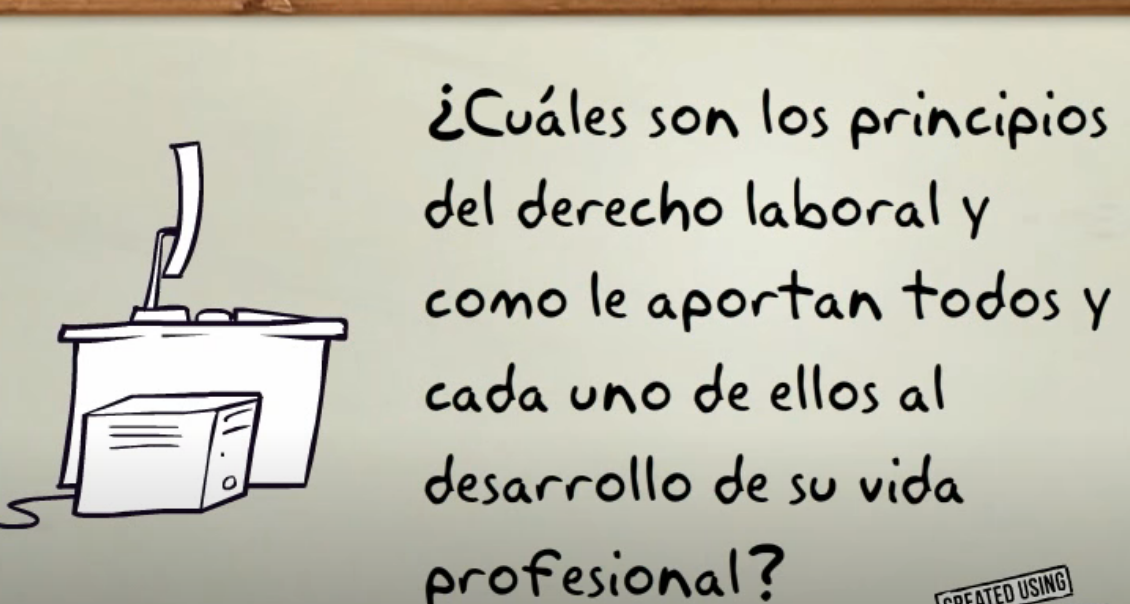 ¿Cuáles son los principios
del derecho laboral y
como le aportan todos y
cada uno de ellos al
desarrollo de su vida
profesional?
CREATED USING